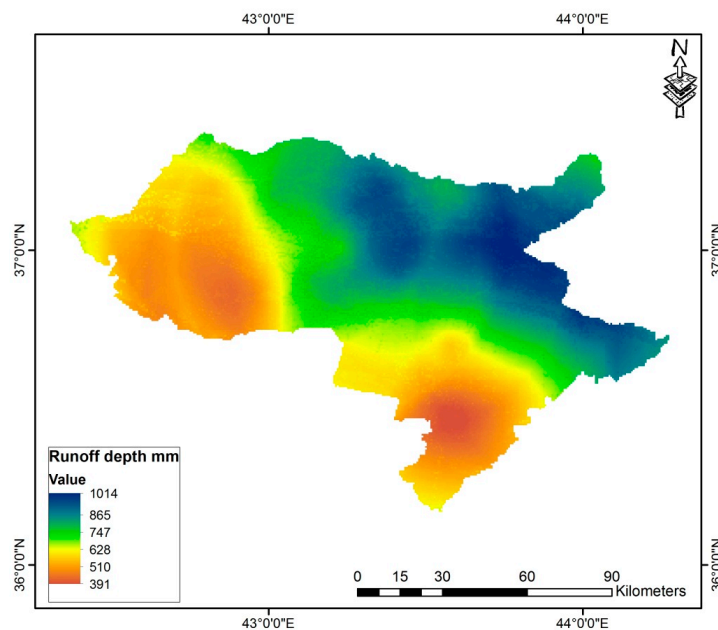 43°0'0"E 44°0'0"E
N
37°0'0"N 37°0'0"N
Runoff depth mm
Value
1014
865
747
628
510
391
36°0'0"N 36°0'0"N
0 15 30 60 90
Kilometers
43°0'0"E 44°0'0"E